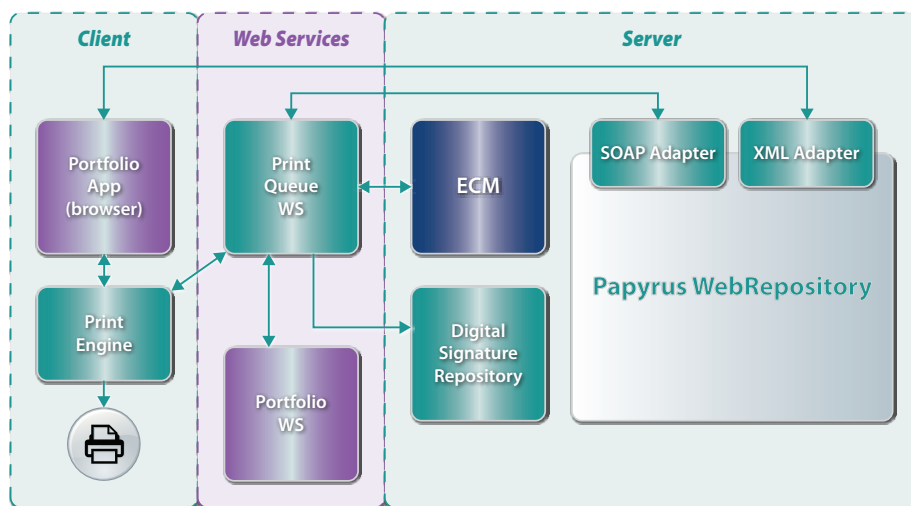 Client
Web Services
Server
Portfolio
App
(browser)
Print
Queue
WS
ECM
SOAP Adapter
XML Adapter
Papyrus WebRepository
Print
Engine
Digital
Signature
Repository
Portfolio
WS